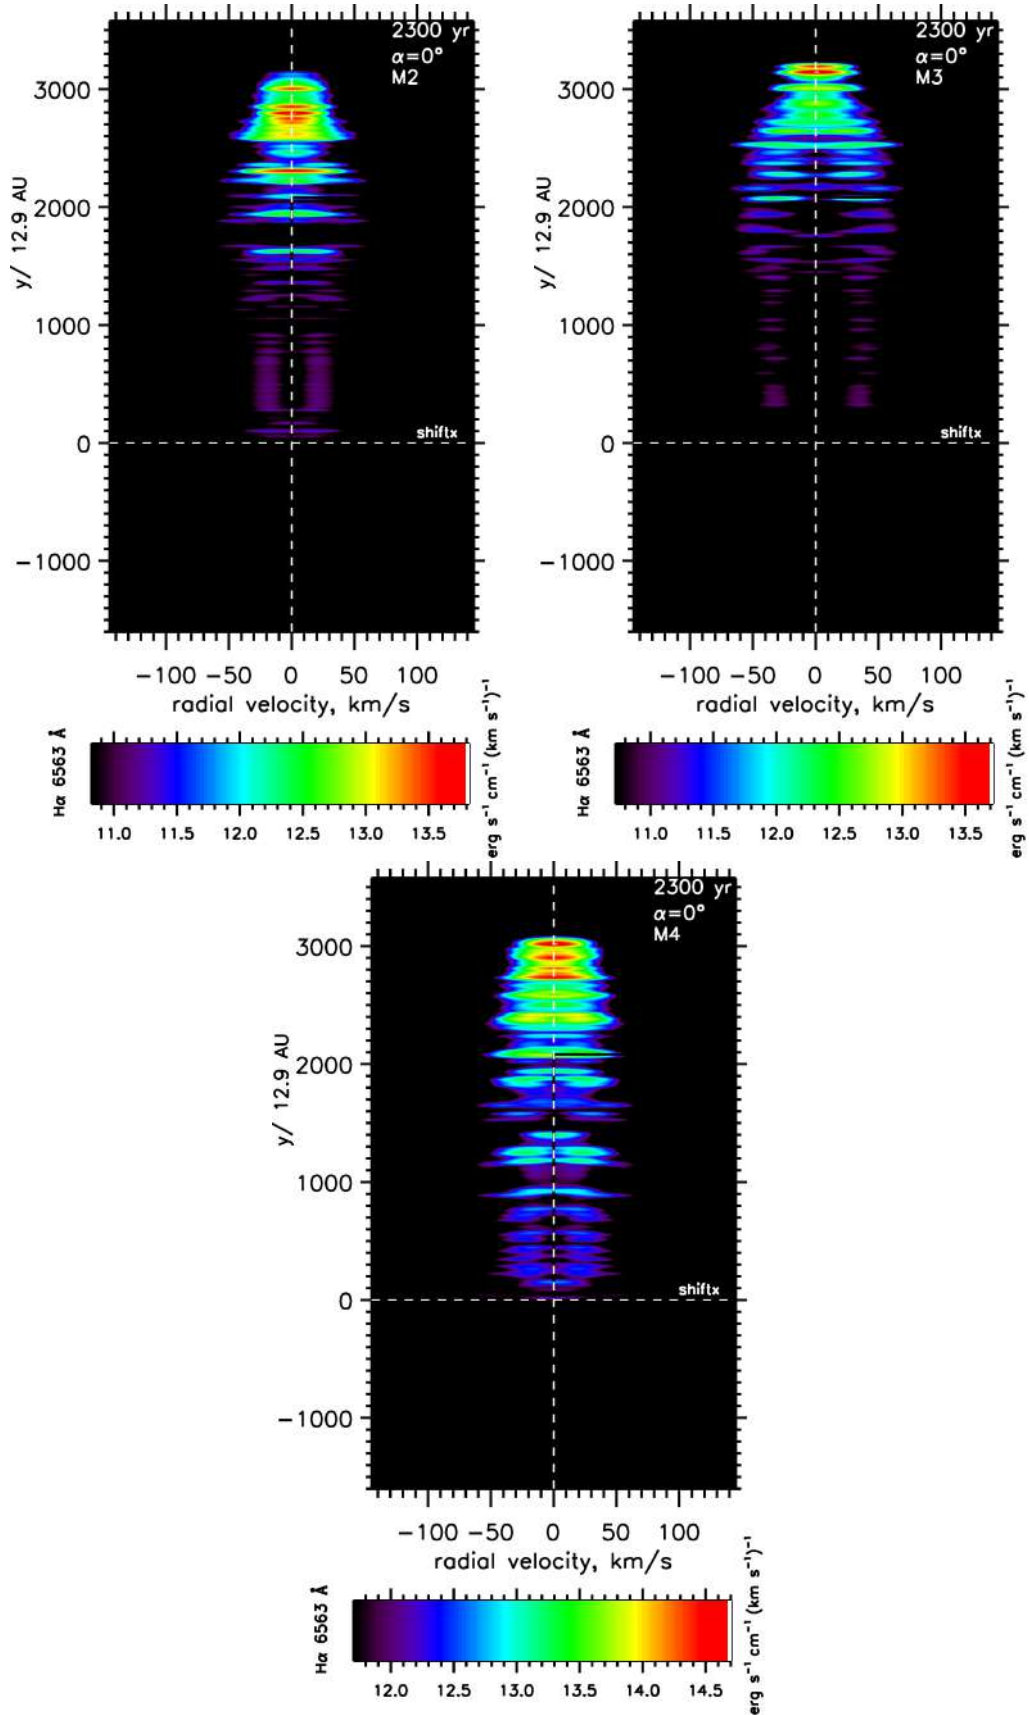 2300 yr
α=0°
M2
3000
2000
1000
0
−1000
y/ 12.9 AU
shiftx
−100 −50 0 50 100
radial velocity, km/s
Hα 6563 Å
11.0 11.5 12.0 12.5 13.0 13.5
erg s⁻¹ cm⁻¹ (km s⁻¹)⁻¹
2300 yr
α=0°
M3
3000
2000
1000
0
−1000
y/ 12.9 AU
shiftx
−100 −50 0 50 100
radial velocity, km/s
Hα 6563 Å
11.0 11.5 12.0 12.5 13.0 13.5
erg s⁻¹ cm⁻¹ (km s⁻¹)⁻¹
2300 yr
α=0°
M4
3000
2000
1000
0
−1000
y/ 12.9 AU
shiftx
−100 −50 0 50 100
radial velocity, km/s
Hα 6563 Å
12.0 12.5 13.0 13.5 14.0 14.5
erg s⁻¹ cm⁻¹ (km s⁻¹)⁻¹